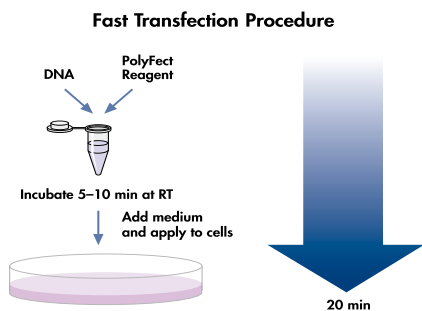 Fast Transfection Procedure
DNA
PolyFect
Reagent
Incubate 5–10 min at RT
Add medium
and apply to cells
20 min